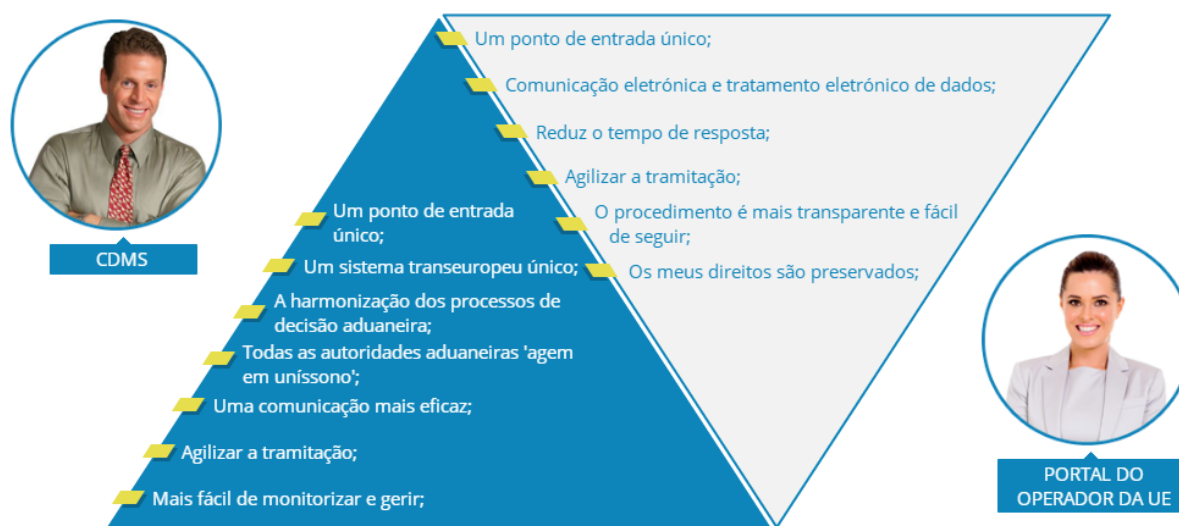 Um ponto de entrada único;
Comunicação eletrónica e tratamento eletrónico de dados;
Reduz o tempo de resposta;
Agilizar a tramitação;
O procedimento é mais transparente e fácil
de seguir;
Os meus direitos são preservados;
CDMS
Um ponto de entrada
único;
Um sistema transeuropeu único;
A harmonização dos processos de
decisão aduaneira;
Todas as autoridades aduaneiras 'agem
em uníssono';
Uma comunicação mais eficaz;
Agilizar a tramitação;
Mais fácil de monitorizar e gerir;
PORTAL DO
OPERADOR DA UE